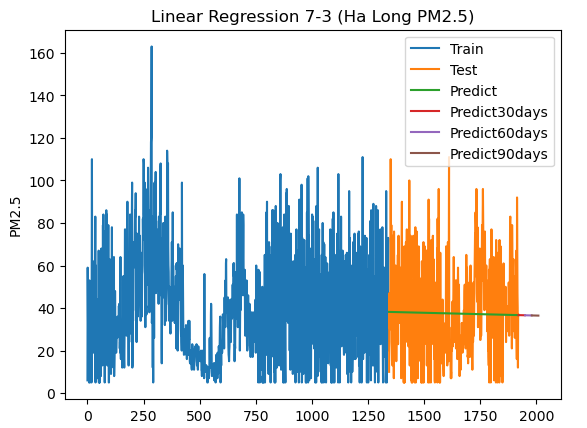 Linear Regression 7-3 (Ha Long PM2.5)
Train
Test
Predict
Predict30days
Predict60days
Predict90days
PM2.5
160
140
120
100
80
60
40
20
0
0 250 500 750 1000 1250 1500 1750 2000